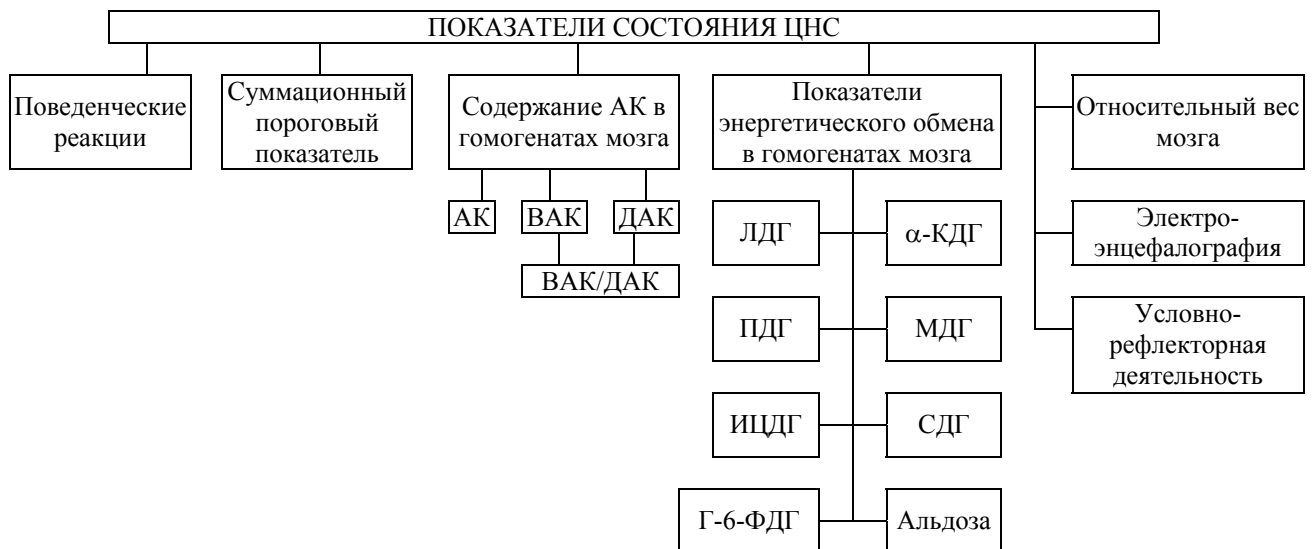 ПОКАЗАТЕЛИ СОСТОЯНИЯ ЦНС
Поведенческие
реакции
Суммационный
пороговый
показатель
Содержание АК в
гомогенатах мозга
АК
ВАК
ДАК
ВАК/ДАК
Показатели
энергетического обмена
в гомогенатах мозга
ЛДГ
α-КДГ
ПДГ
МДГ
ИЦДГ
СДГ
Г-6-ФДГ
Альдоза
Относительный вес
мозга
Электро-
энцефалография
Условно-
рефлекторная
деятельность